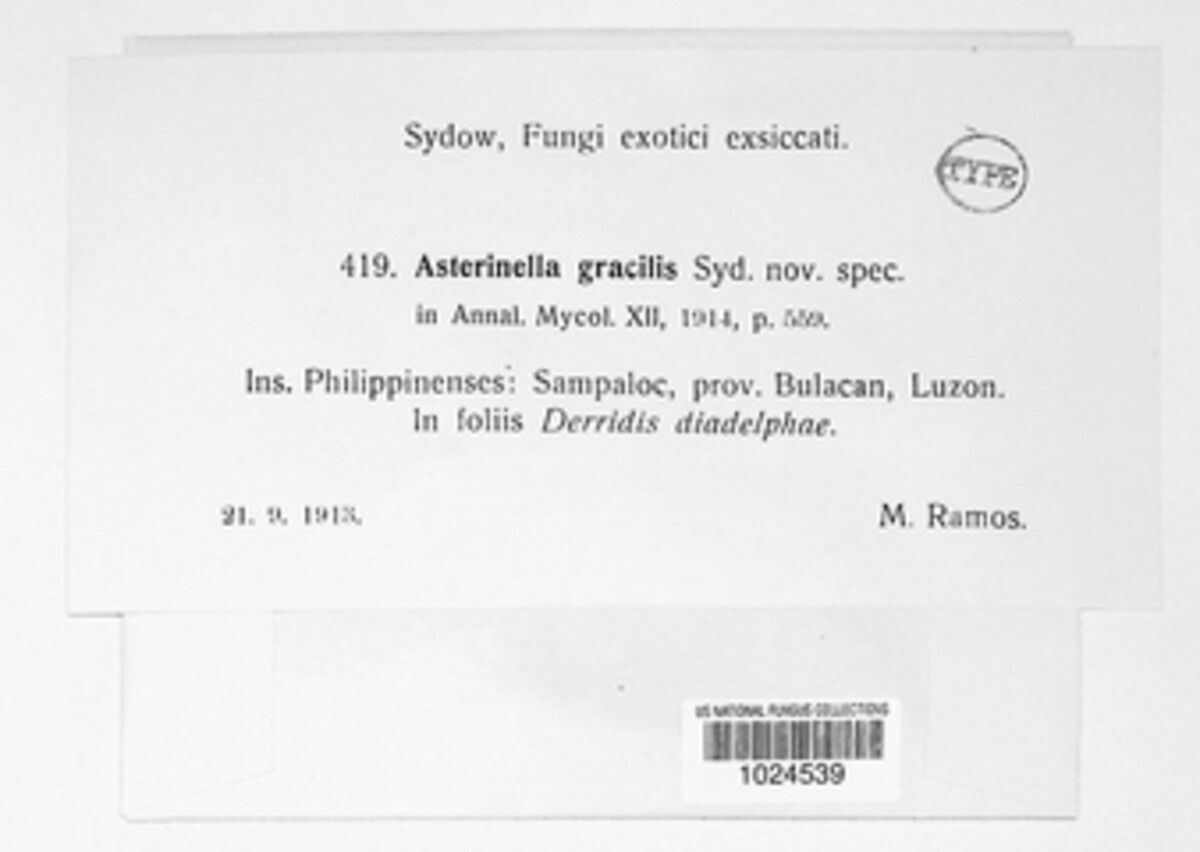 Sydow, Fungi exotici exsiccati.
TYPE
419. Asterinella gracilis Syd. nov. spec.
in Annal. Mycol. XII, 1914, p. 559.
Ins. Philippinenses: Sampaloc, prov. Bulacan, Luzon.
In foliis Derridis diadelphae.
21. 9. 1913.
M. Ramos.
US NATIONAL FUNGUS COLLECTIONS
1024539